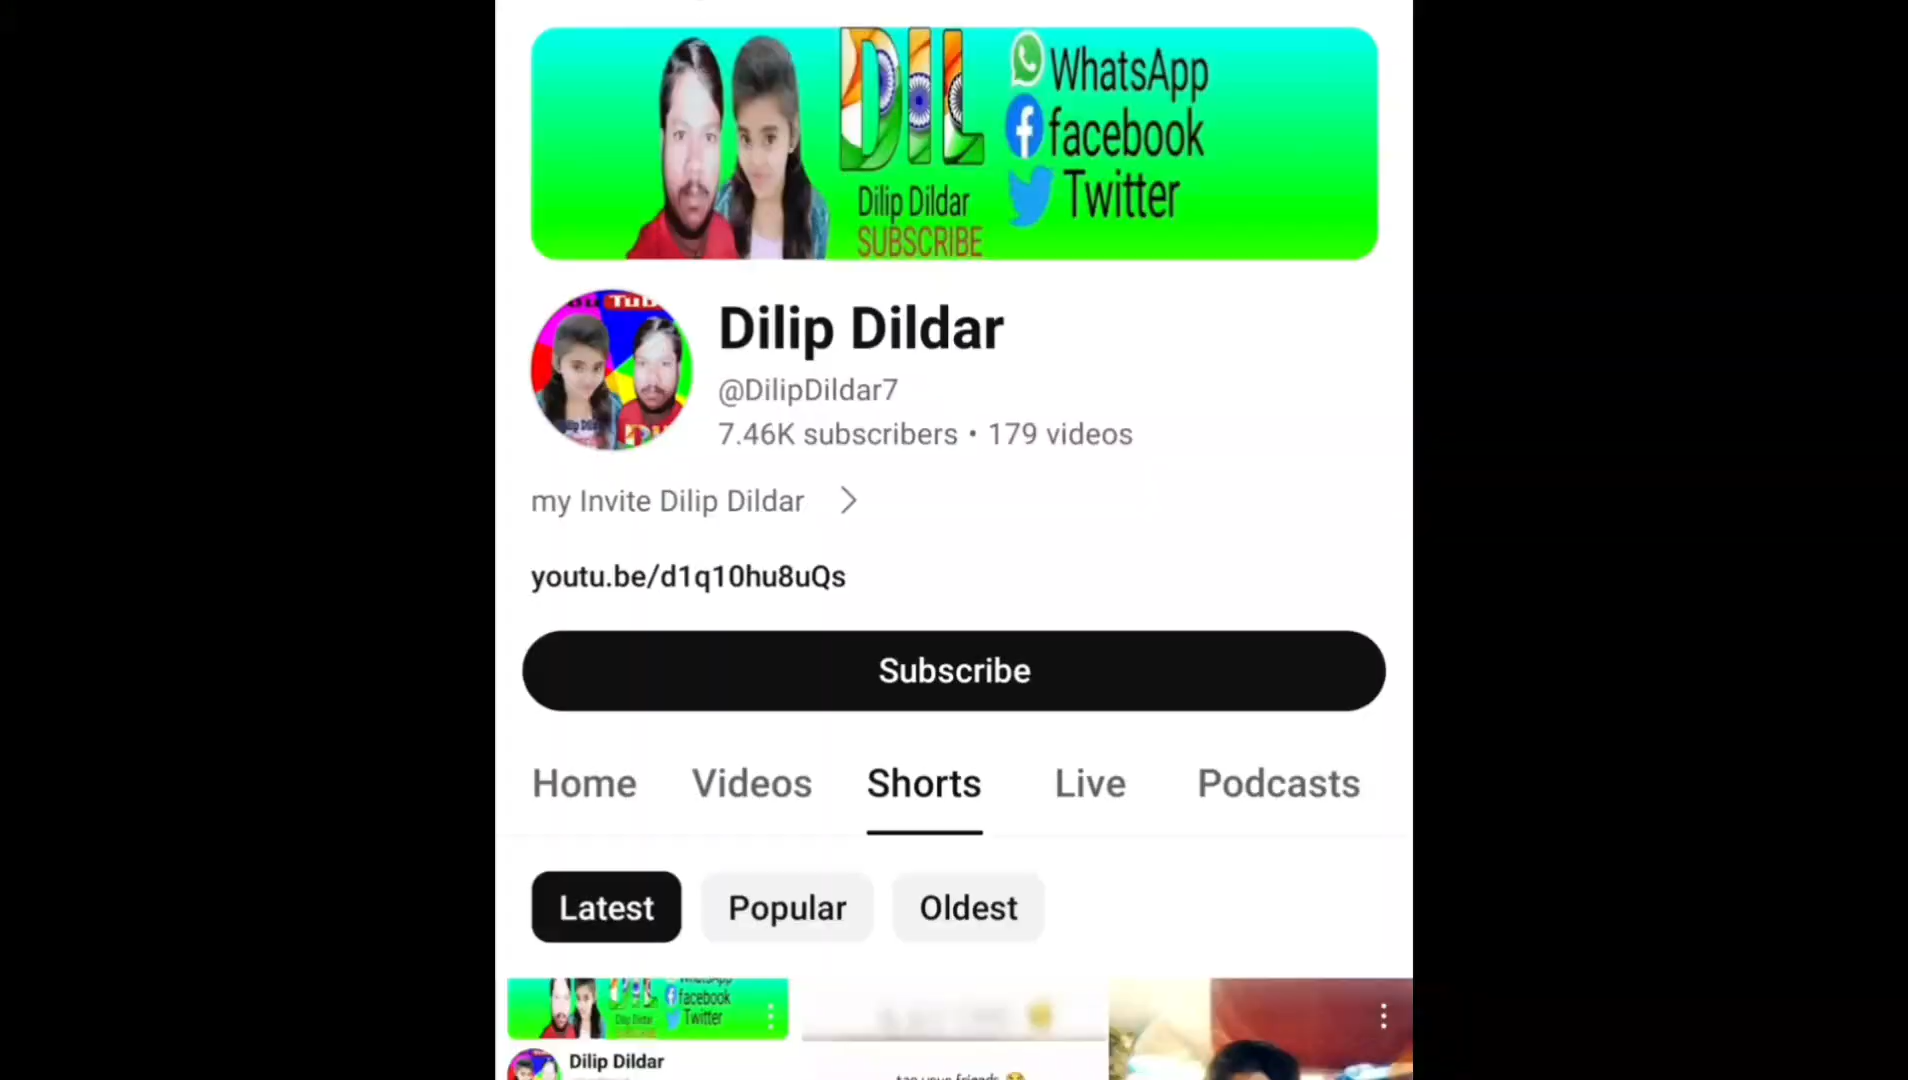 DIL
Dilip Dildar
SUBSCRIBE
WhatsApp
facebook
Twitter
Dilip Dildar
@DilipDildar7
7.46K subscribers • 179 videos
my Invite Dilip Dildar
youtu.be/d1q10hu8uQs
Subscribe
Home Videos Shorts Live Podcasts
Latest Popular Oldest
facebook
Twitter
Dilip Dildar